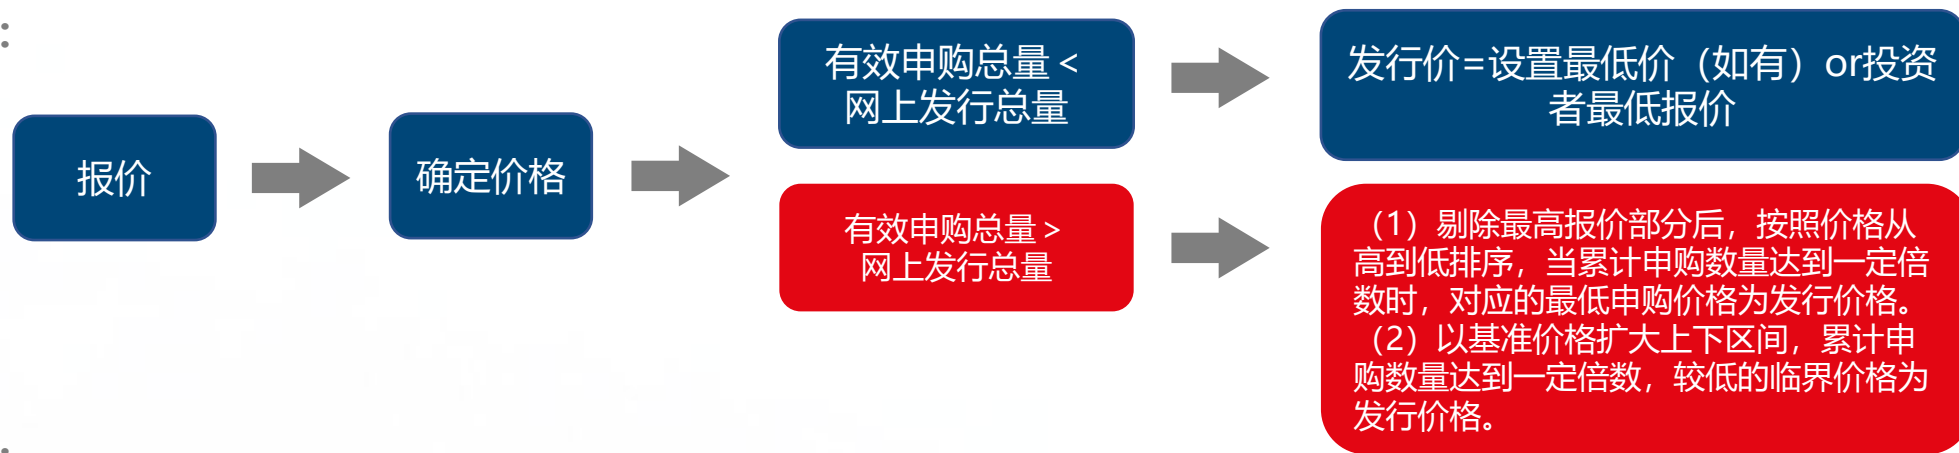 :
报价
确定价格
有效申购总量<
网上发行总量
发行价=设置最低价（如有）or投资
者最低报价
有效申购总量>
网上发行总量
（1）剔除最高报价部分后，按照价格从
高到低排序，当累计申购数量达到一定倍
数时，对应的最低申购价格为发行价格。
（2）以基准价格扩大上下区间，累计申
购数量达到一定倍数，较低的临界价格为
发行价格。